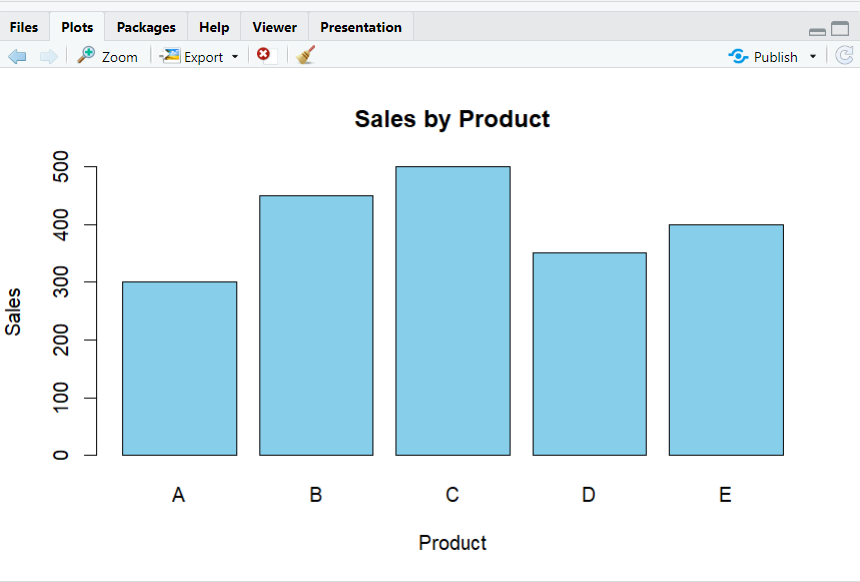 Files Plots Packages Help Viewer Presentation
Zoom Export Publish
Sales by Product
500
400
300
200
100
0
Sales
A B C D E
Product